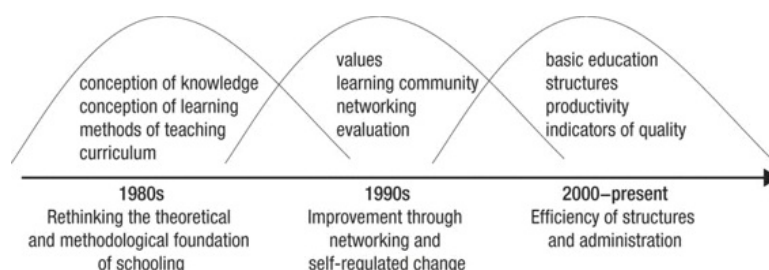 conception of knowledge
conception of learning
methods of teaching
curriculum
values
learning community
networking
evaluation
basic education
structures
productivity
indicators of quality
1980s
Rethinking the theoretical
and methodological foundation
of schooling
1990s
Improvement through
networking and
self-regulated change
2000–present
Efficiency of structures
and administration